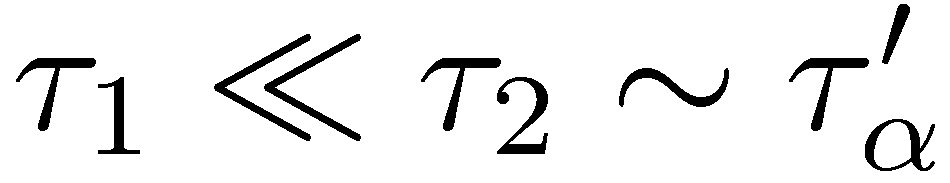 τ₁ ≪ τ₂ ∼ τ′_α